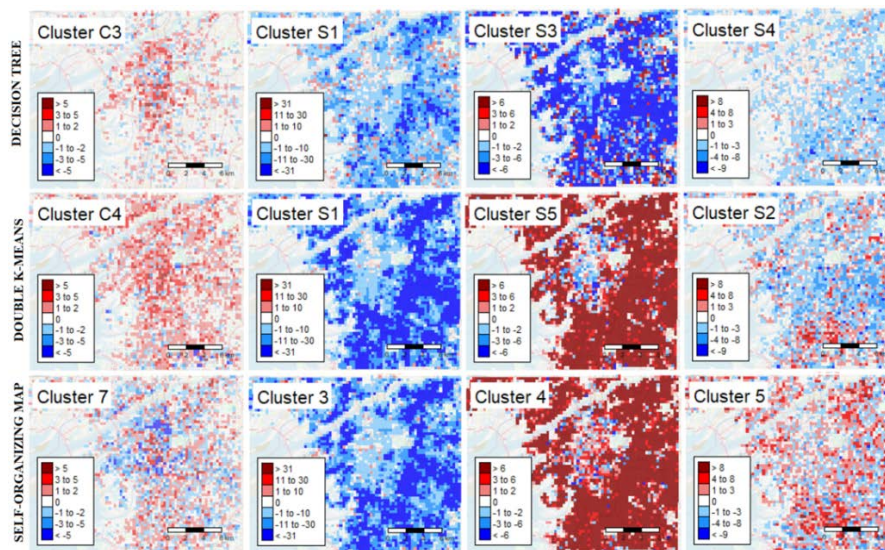 DECISION TREE
Cluster C3
> 5
3 to 5
1 to 2
0
-1 to -2
-3 to -5
< -5
Cluster S1
> 31
11 to 30
1 to 10
0
-1 to -10
-11 to -30
< -31
Cluster S3
> 6
3 to 6
1 to 2
0
-1 to -2
-3 to -6
< -6
Cluster S4
> 8
4 to 8
1 to 3
0
-1 to -3
-4 to -8
< -9
DOUBLE K-MEANS
Cluster C4
> 5
3 to 5
1 to 2
0
-1 to -2
-3 to -5
< -5
Cluster S1
> 31
11 to 30
1 to 10
0
-1 to -10
-11 to -30
< -31
Cluster S5
> 6
3 to 6
1 to 2
0
-1 to -2
-3 to -6
< -6
Cluster S2
> 8
4 to 8
1 to 3
0
-1 to -3
-4 to -8
< -9
SELF-ORGANIZING MAP
Cluster 7
> 5
3 to 5
1 to 2
0
-1 to -2
-3 to -5
< -5
Cluster 3
> 31
11 to 30
1 to 10
0
-1 to -10
-11 to -30
< -31
Cluster 4
> 6
3 to 6
1 to 2
0
-1 to -2
-3 to -6
< -6
Cluster 5
> 8
4 to 8
1 to 3
0
-1 to -3
-4 to -8
< -9